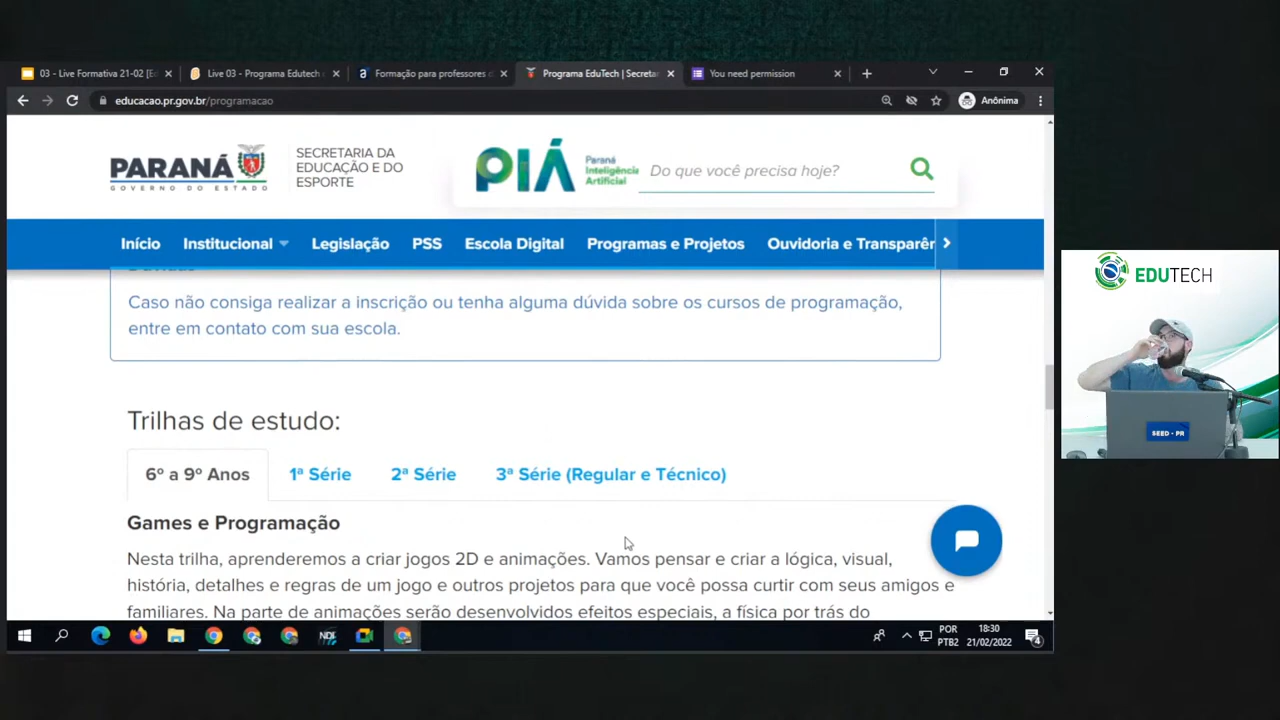 03 - Live Formativa 21-02 [E
Live 03 - Programa Edutech
Formação para professores
Programa EduTech | Secreta
You need permission
educacao.pr.gov.br/programacao
Anônima
PARANÁ
GOVERNO DO ESTADO
SECRETARIA DA
EDUCAÇÃO E DO
ESPORTE
PIÁ
Paraná
Inteligência
Artificial
Do que você precisa hoje?
Início
Institucional
Legislação
PSS
Escola Digital
Programas e Projetos
Ouvidoria e Transparên
Caso não consiga realizar a inscrição ou tenha alguma dúvida sobre os cursos de programação,
entre em contato com sua escola.
Trilhas de estudo:
6º a 9º Anos
1ª Série
2ª Série
3ª Série (Regular e Técnico)
Games e Programação
Nesta trilha, aprenderemos a criar jogos 2D e animações. Vamos pensar e criar a lógica, visual,
história, detalhes e regras de um jogo e outros projetos para que você possa curtir com seus amigos e
familiares. Na parte de animações serão desenvolvidos efeitos especiais, a física por trás do
NDI
POR
PTB2
18:30
21/02/2022
4
EDUTECH
SEED - PR